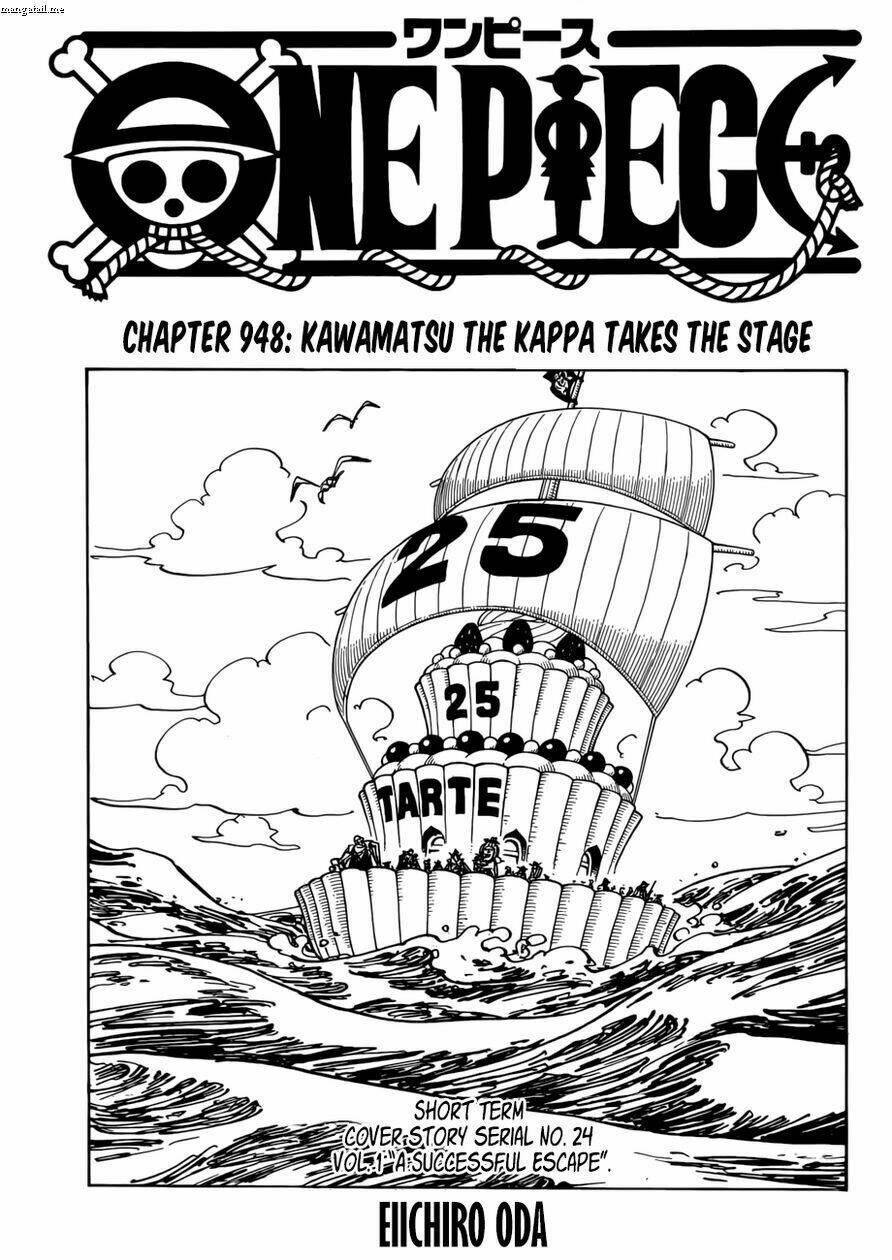 mangatail.me
ワンピース
ONE PIECE
CHAPTER 948: KAWAMATSU THE KAPPA TAKES THE STAGE
25
25
TARTE
SHORT TERM
COVER STORY SERIAL NO. 24
VOL. 1 "A SUCCESSFUL ESCAPE".
EIICHIRO ODA